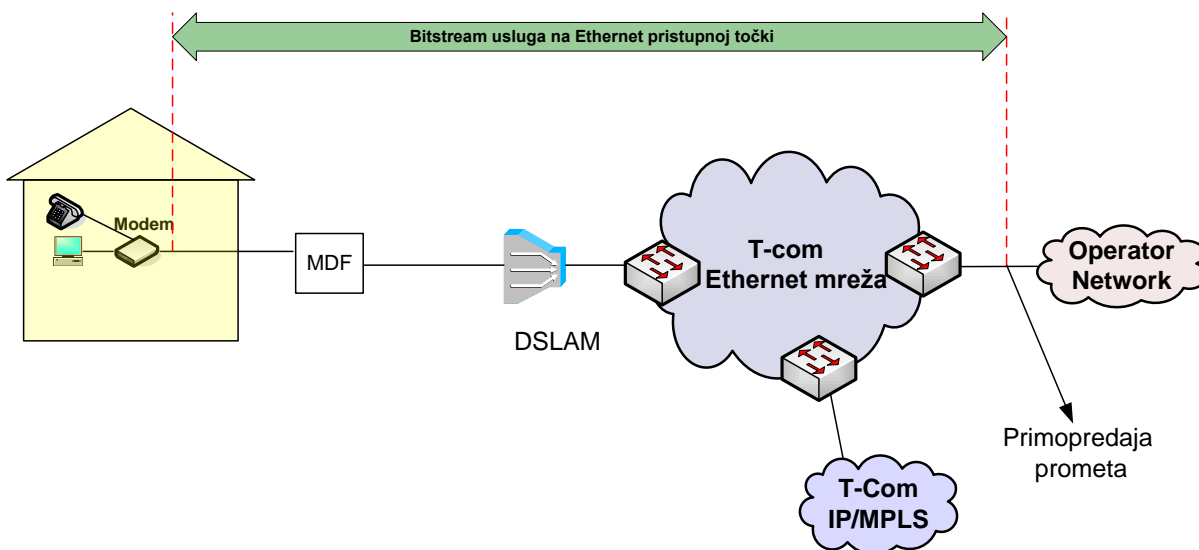 Bitstream usluga na Ethernet pristupnoj točki
Modem
MDF
DSLAM
T-com
Ethernet mreža
Operator
Network
Primopredaja
prometa
T-Com
IP/MPLS